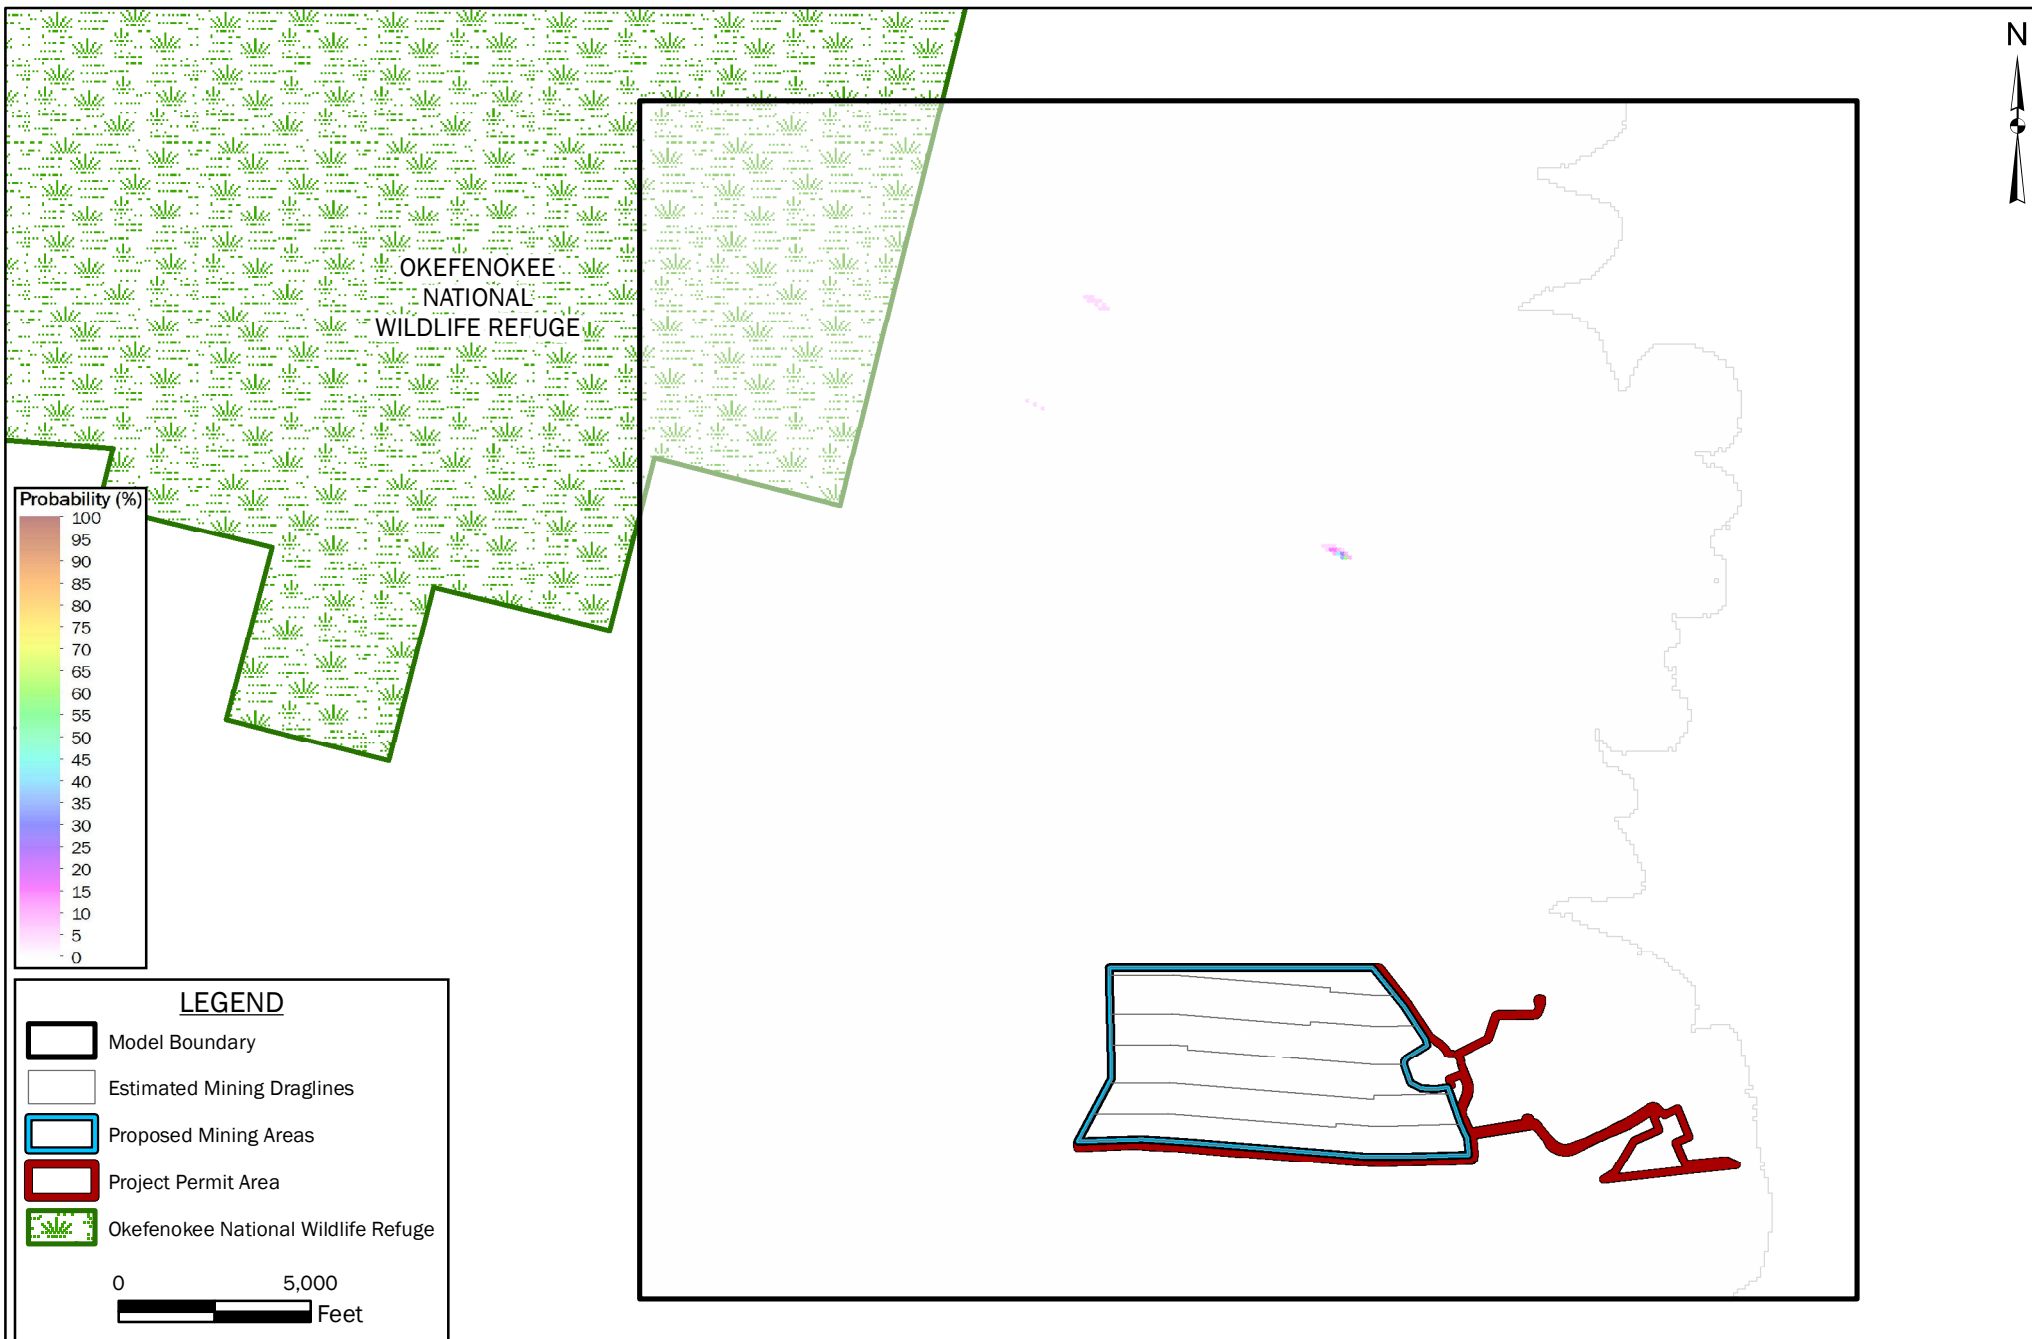 N
OKEFENOKEE
NATIONAL
WILDLIFE REFUGE
Probability (%)
100
95
90
85
80
75
70
65
60
55
50
45
40
35
30
25
20
15
10
5
0
LEGEND
Model Boundary
Estimated Mining Draglines
Proposed Mining Areas
Project Permit Area
Okefenokee National Wildlife Refuge
0 5,000
Feet